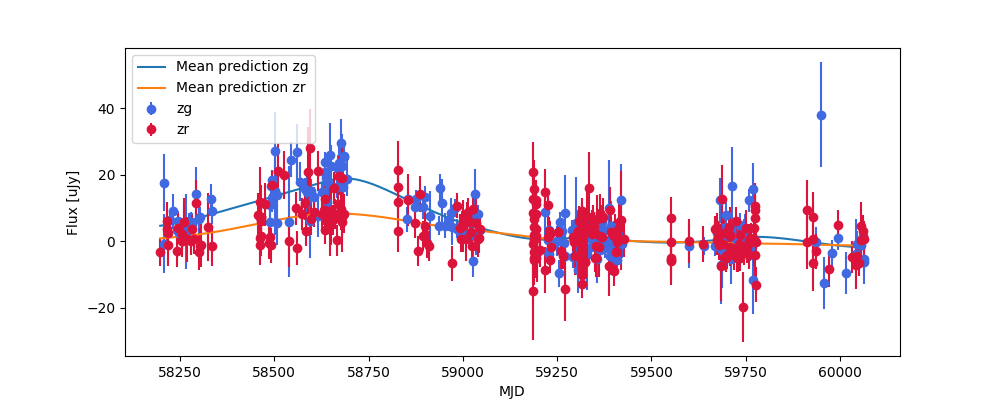 Mean prediction zg
Mean prediction zr
zg
zr
Flux [uJy]
40
20
0
−20
58250 58500 58750 59000 59250 59500 59750 60000
MJD